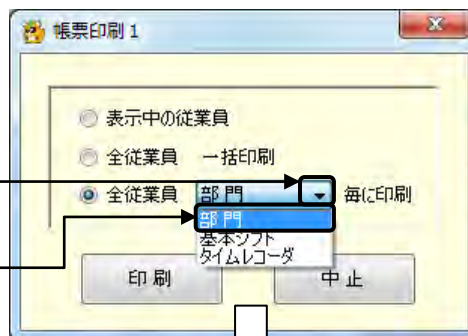 帳票印刷 1
表示中の従業員
全従業員 一括印刷
全従業員 部門 毎に印刷
部門
基本シフト
タイムレコーダ
印刷 中止